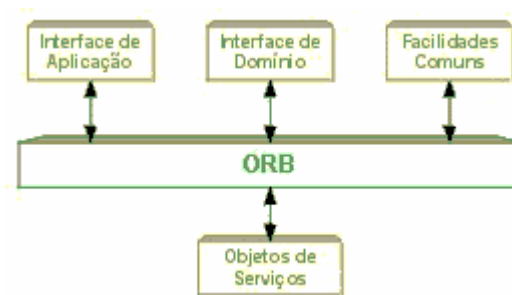 Interface de
Aplicação
Interface de
Domínio
Facilidades
Comuns
ORB
Objetos de
Serviços